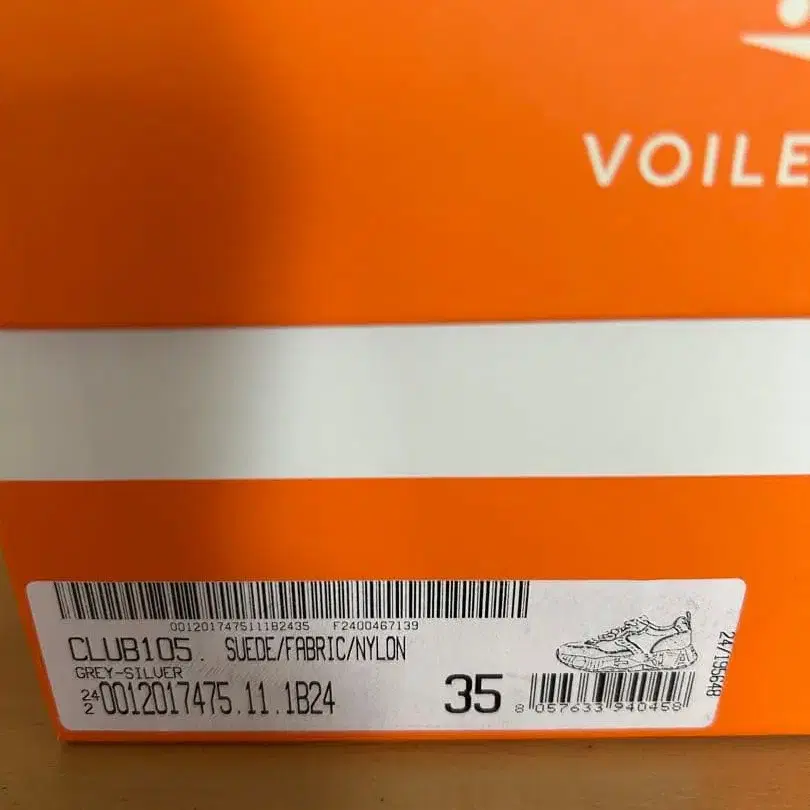 VOILE
0012017475111B2435 F2400467139
CLUB105. SUEDE/FABRIC/NYLON
GREY-SILVER
24
2
0012017475.11.1B24
35
8 057633 940458
24/195648